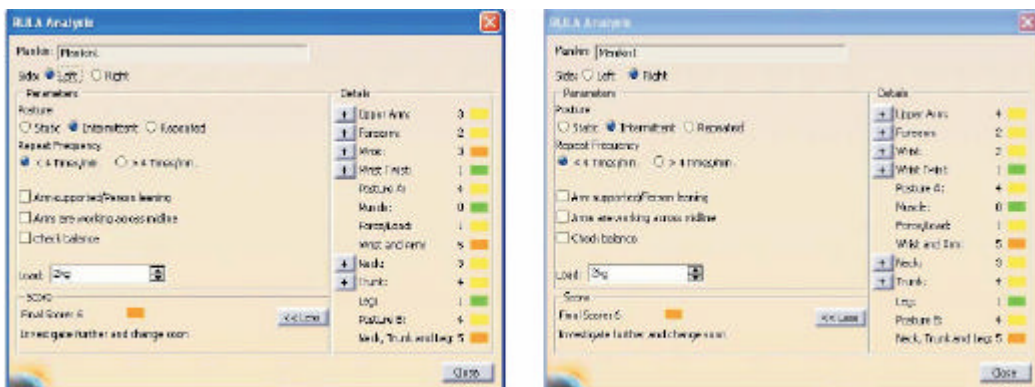 RULA Analysis
Manikin: Manikin1
Side: Left Right
Parameters
Posture
Static Intermittent Repeated
Repeat Frequency
< 4 Times/min. > 4 Times/min.
Arm supported/Person leaning
Arms are working across midline
Check balance
Load: 2kg
Score
Final Score: 6
Investigate further and change soon
<< Less
Details
+ Upper Arm: 3
+ Forearm: 2
+ Wrist: 3
+ Wrist Twist: 1
Posture A: 4
Muscle: 0
Force/Load: 1
Wrist and Arm: 5
+ Neck: 3
+ Trunk: 4
Leg: 1
Posture B: 4
Neck, Trunk and Leg: 5
Close
RULA Analysis
Manikin: Manikin1
Side: Left Right
Parameters
Posture
Static Intermittent Repeated
Repeat Frequency
< 4 Times/min. > 4 Times/min.
Arm supported/Person leaning
Arms are working across midline
Check balance
Load: 2kg
Score
Final Score: 6
Investigate further and change soon
<< Less
Details
+ Upper Arm: 4
+ Forearm: 2
+ Wrist: 2
+ Wrist Twist: 1
Posture A: 4
Muscle: 0
Force/Load: 1
Wrist and Arm: 5
+ Neck: 3
+ Trunk: 4
Leg: 1
Posture B: 4
Neck, Trunk and Leg: 5
Close